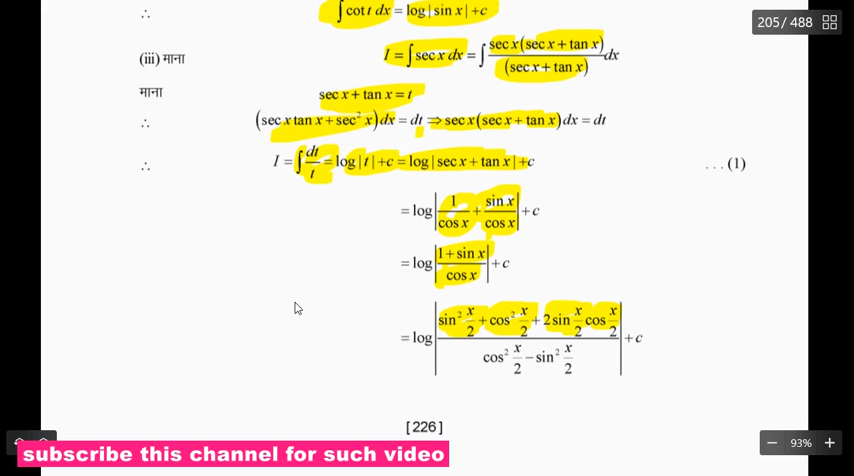 ∴ ∫cot t dx = log|sin x| + c
205 / 488
(iii) माना I = ∫sec x dx = ∫ sec x(sec x + tan x) / (sec x + tan x) dx
माना sec x + tan x = t
∴ (sec x tan x + sec² x) dx = dt ⇒ sec x(sec x + tan x) dx = dt
∴ I = ∫ dt/t = log|t| + c = log|sec x + tan x| + c ...(1)
= log|1/cos x + sin x/cos x| + c
= log|(1 + sin x)/cos x| + c
= log|(sin² x/2 + cos² x/2 + 2 sin x/2 cos x/2)/(cos² x/2 − sin² x/2)| + c
[226]
93%
subscribe this channel for such video